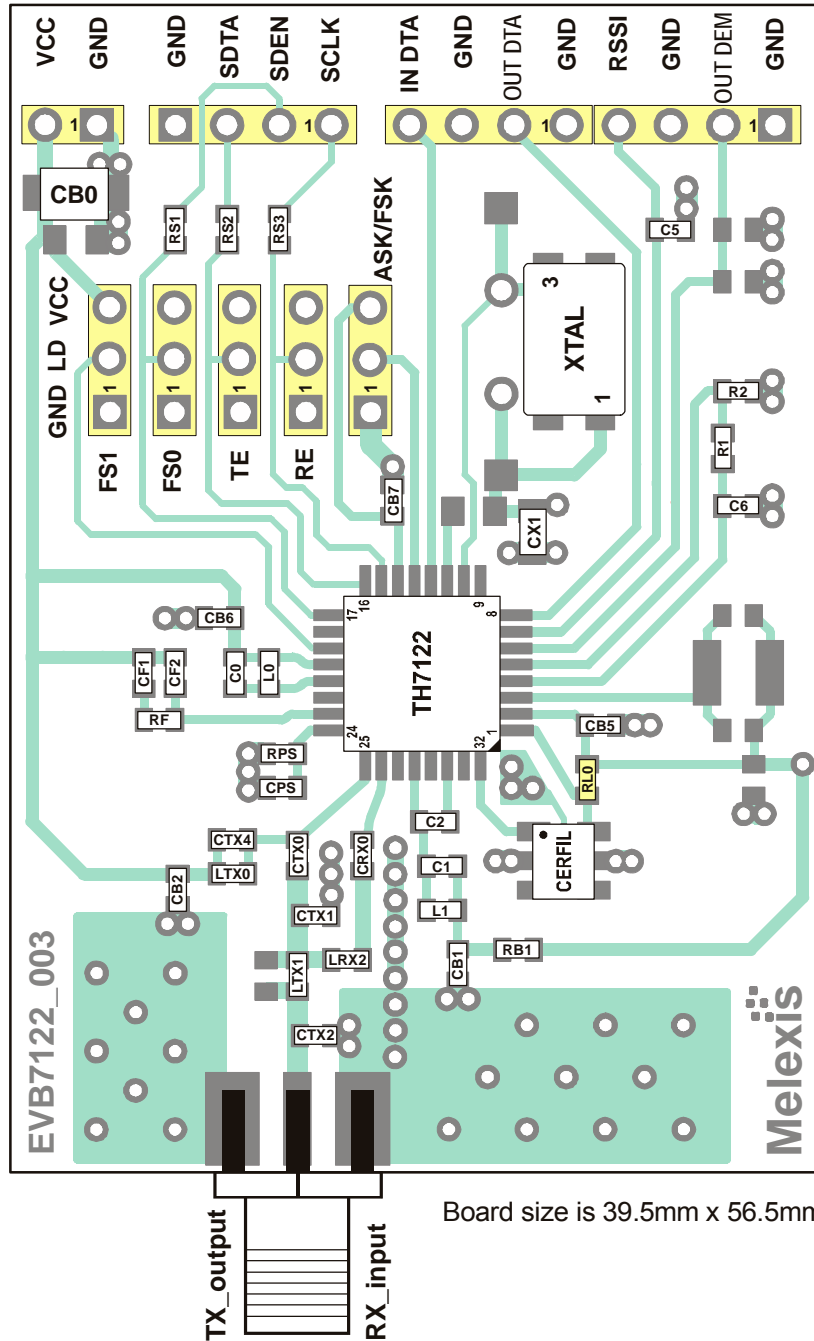 VCC
GND
GND
SDTA
SDEN
SCLK
IN DTA
GND
OUT DTA
GND
RSSI
GND
OUT DEM
GND
1
1
1
1
CB0
RS1
RS2
RS3
ASK/FSK
C5
3
XTAL
1
GND LD VCC
1
1
1
1
1
FS1
FS0
TE
RE
R2
R1
C6
CB7
CX1
16
9
17
8
TH7122
24
25
32
1
CB6
CF1
CF2
C0
L0
RF
RPS
CPS
CB5
RL0
CERFIL
C2
C1
L1
CTX4
LTX0
CTX0
CRX0
CB2
CTX1
LTX1
LRX2
CB1
RB1
CTX2
EVB7122_003
Melexis
Board size is 39.5mm x 56.5mm
TX_output
RX_input